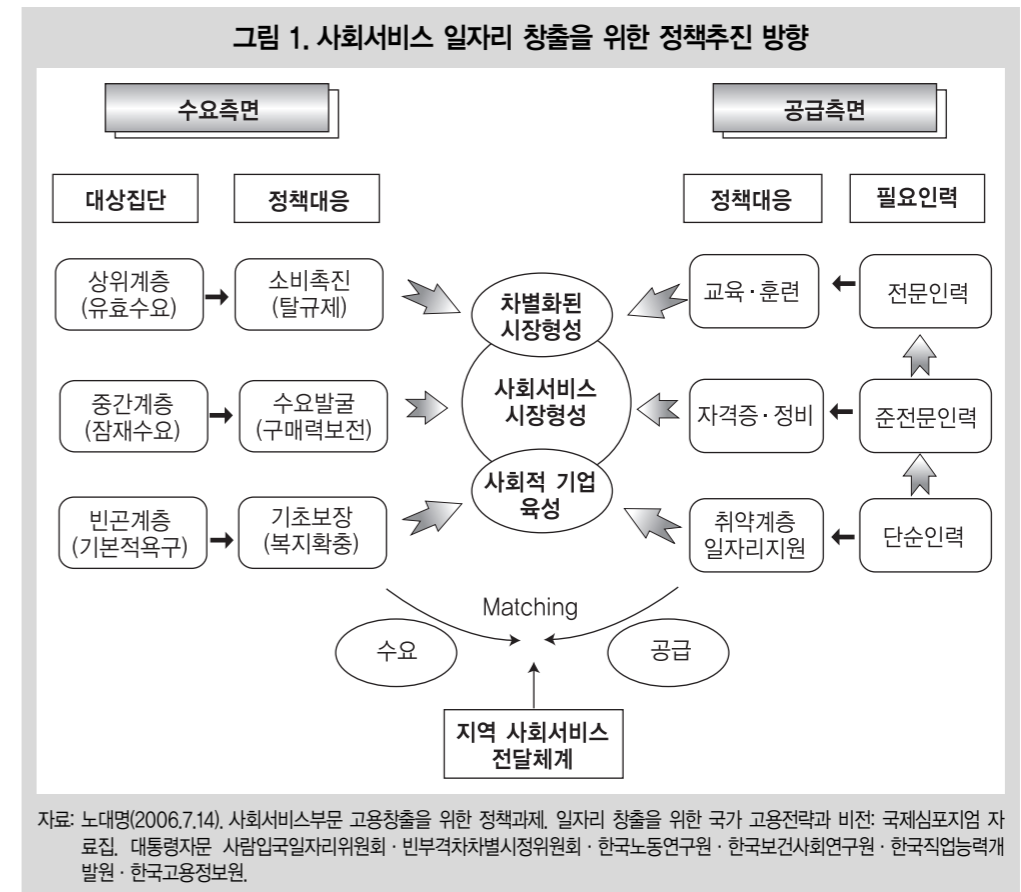 그림 1. 사회서비스 일자리 창출을 위한 정책추진 방향
수요측면
공급측면
대상집단
정책대응
정책대응
필요인력
상위계층
(유효수요)
소비촉진
(탈규제)
차별화된
시장형성
교육·훈련
전문인력
중간계층
(잠재수요)
수요발굴
(구매력보전)
사회서비스
시장형성
자격증·정비
준전문인력
빈곤계층
(기본적욕구)
기초보장
(복지확충)
사회적 기업
육성
취약계층
일자리지원
단순인력
Matching
수요
공급
지역 사회서비스
전달체계
자료: 노대명(2006.7.14). 사회서비스부문 고용창출을 위한 정책과제. 일자리 창출을 위한 국가 고용전략과 비전: 국제심포지엄 자
료집. 대통령자문 사람입국일자리위원회·빈부격차차별시정위원회·한국노동연구원·한국보건사회연구원·한국직업능력개
발원·한국고용정보원.